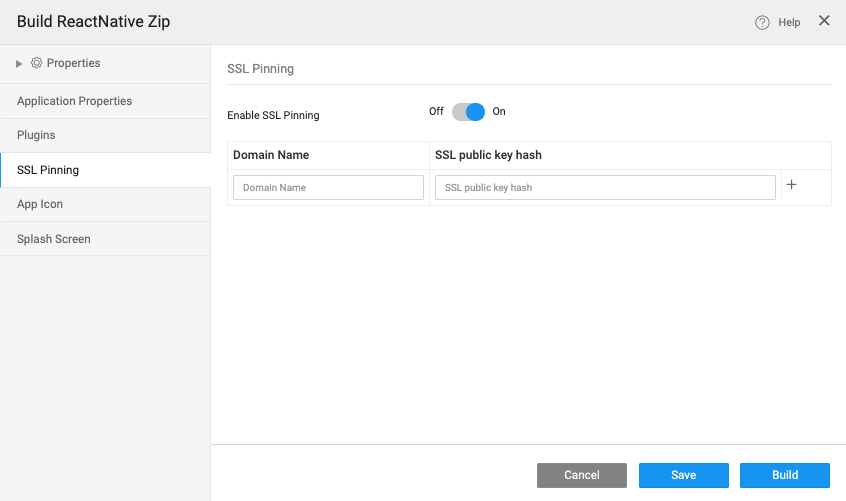 Build ReactNative Zip
Help
Properties
Application Properties
Plugins
SSL Pinning
App Icon
Splash Screen
SSL Pinning
Enable SSL Pinning
Off
On
Domain Name
SSL public key hash
Domain Name
SSL public key hash
Cancel
Save
Build